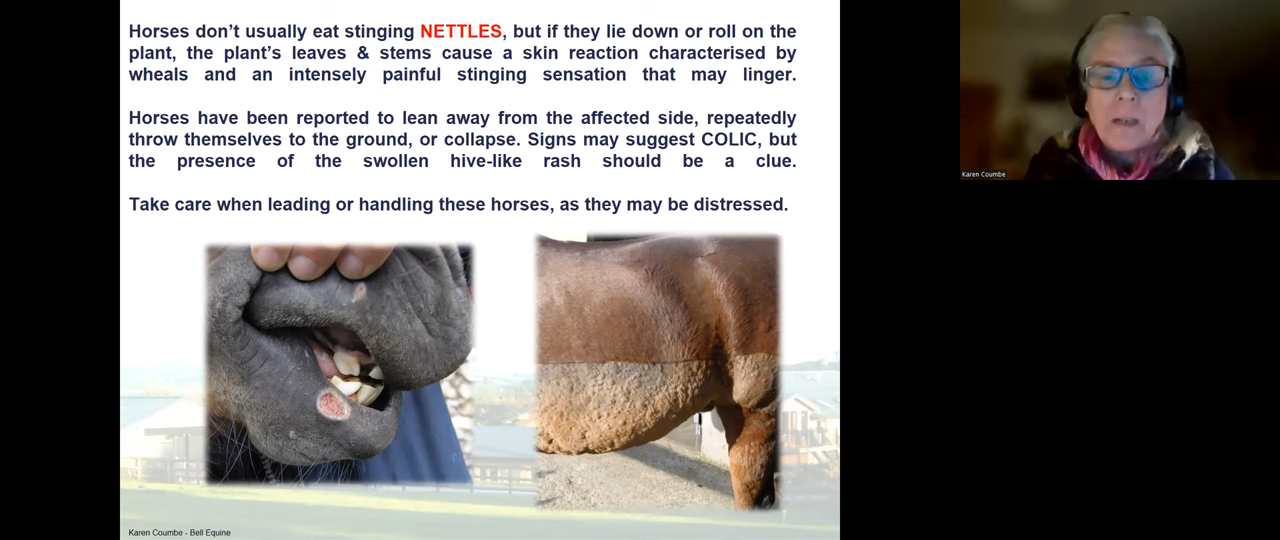 Horses don’t usually eat stinging NETTLES, but if they lie down or roll on the
plant, the plant’s leaves & stems cause a skin reaction characterised by
wheals and an intensely painful stinging sensation that may linger.
Horses have been reported to lean away from the affected side, repeatedly
throw themselves to the ground, or collapse. Signs may suggest COLIC, but
the presence of the swollen hive-like rash should be a clue.
Take care when leading or handling these horses, as they may be distressed.
Karen Coumbe - Bell Equine
Karen Coumbe